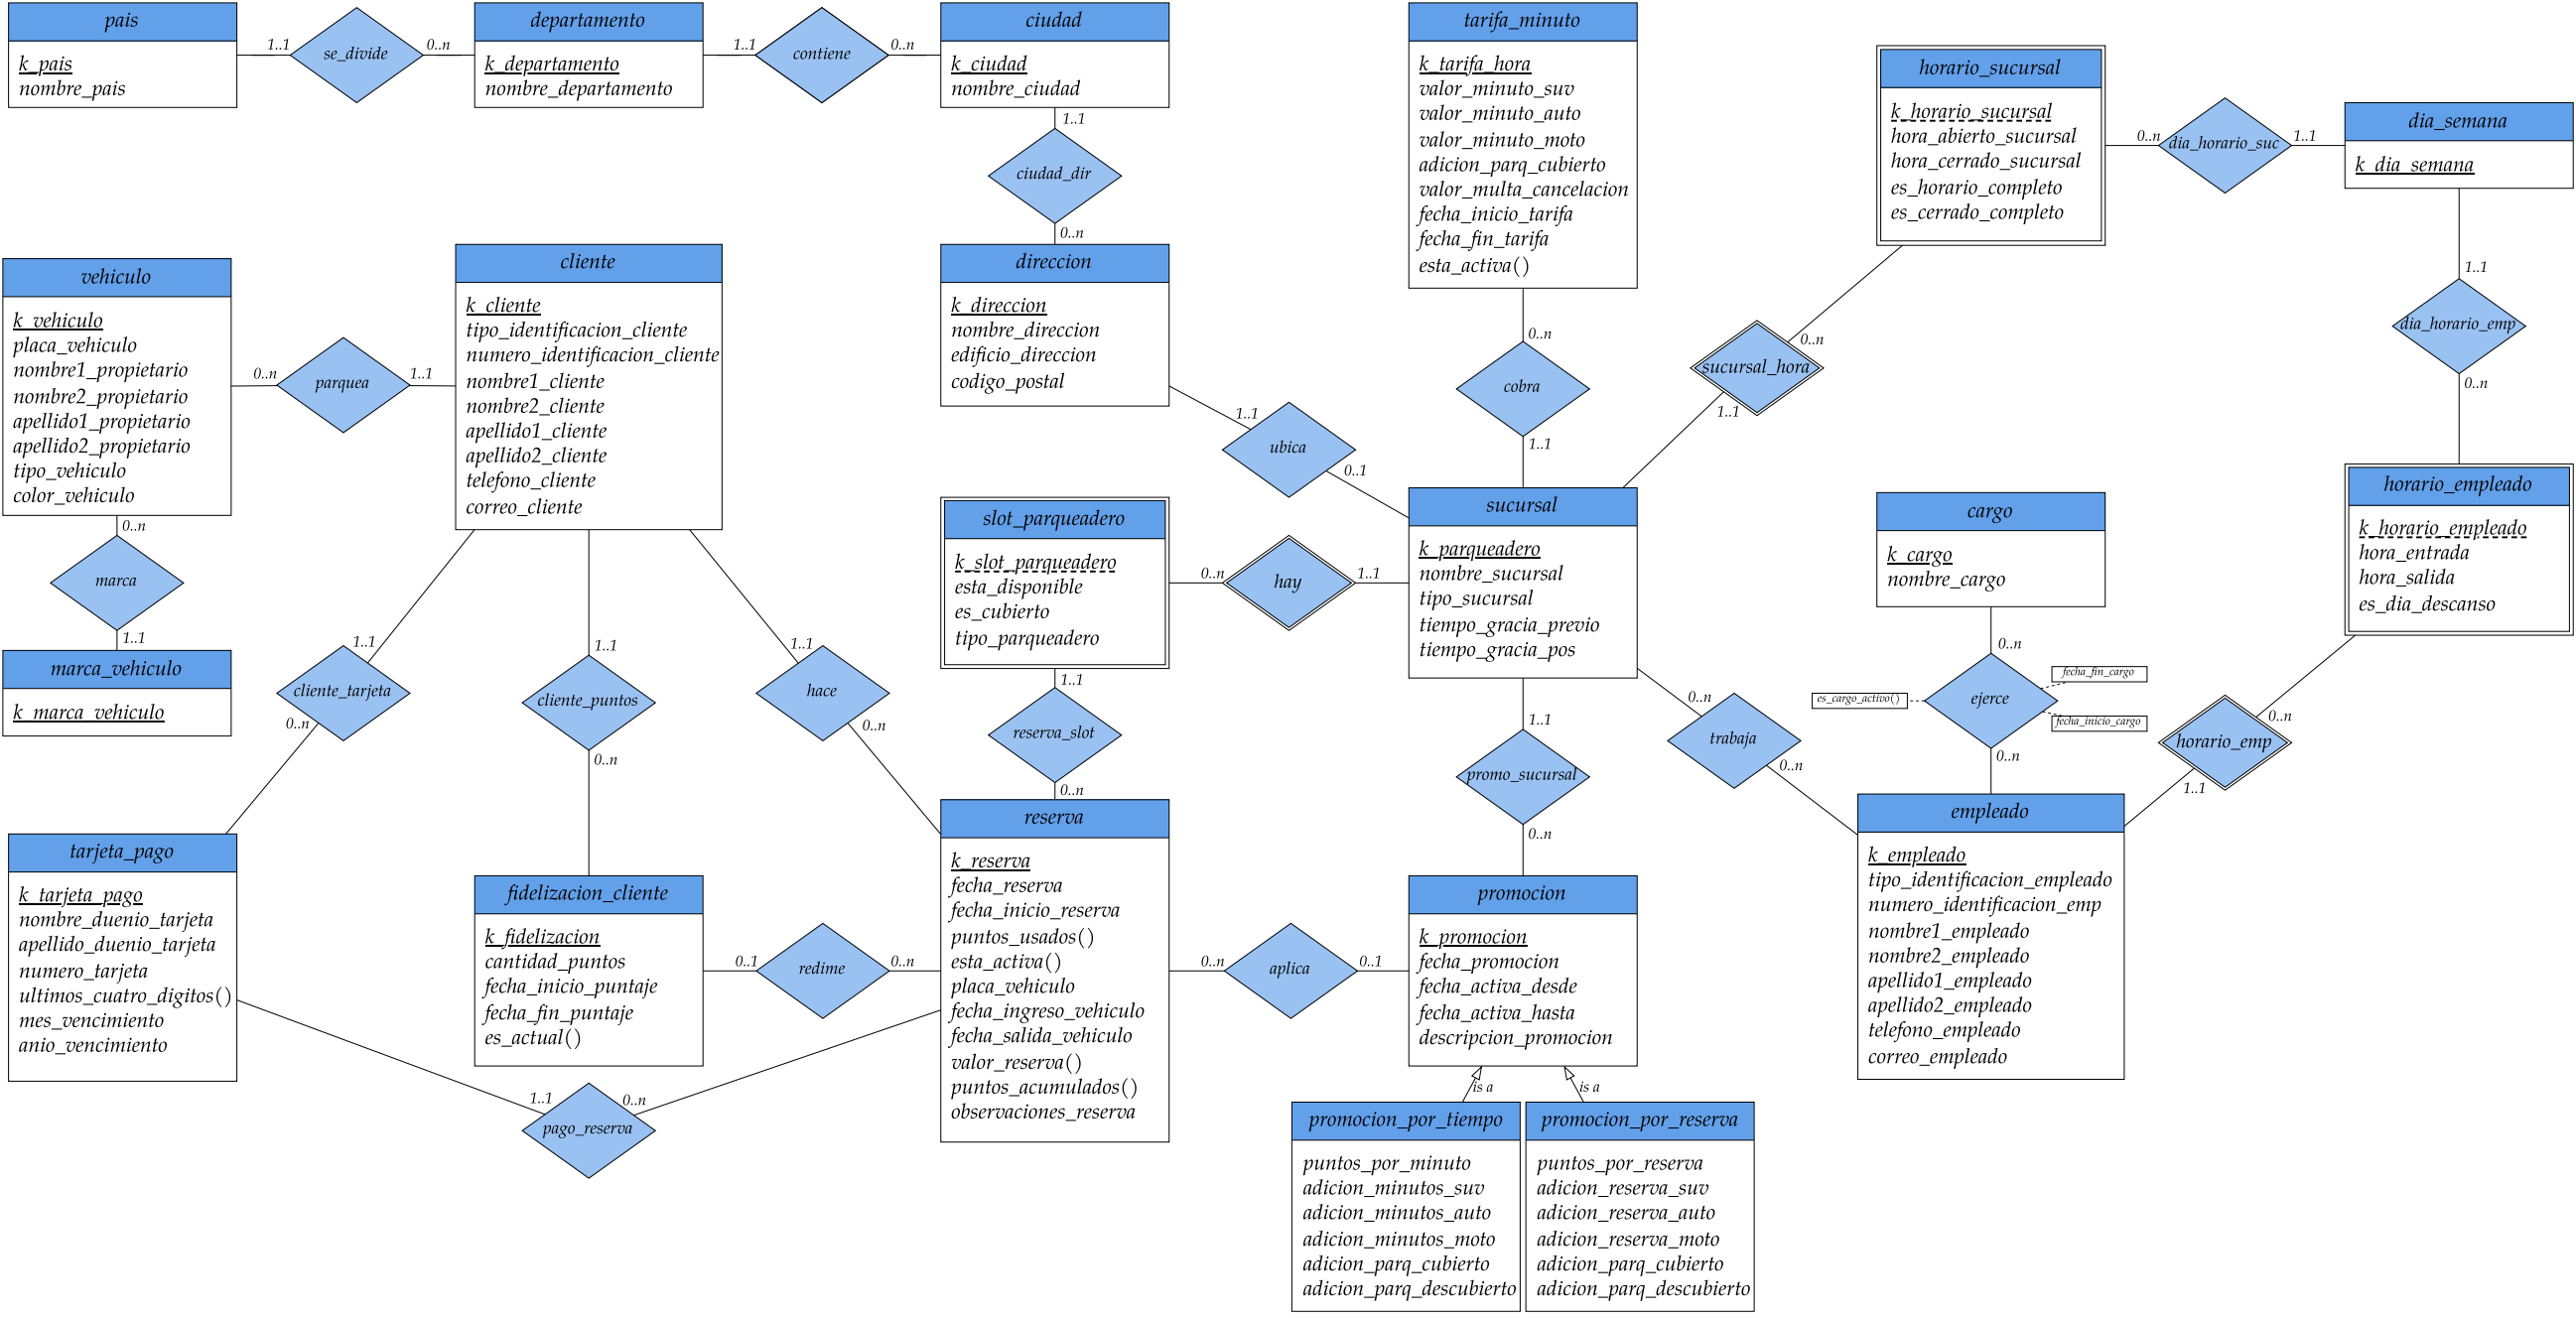 pais
k_pais
nombre_pais
1..1
se_divide
0..n
departamento
k_departamento
nombre_departamento
1..1
contiene
0..n
ciudad
k_ciudad
nombre_ciudad
1..1
ciudad_dir
0..n
direccion
k_direccion
nombre_direccion
edificio_direccion
codigo_postal
1..1
ubica
0..1
tarifa_minuto
k_tarifa_hora
valor_minuto_suv
valor_minuto_auto
valor_minuto_moto
adicion_parq_cubierto
valor_multa_cancelacion
fecha_inicio_tarifa
fecha_fin_tarifa
esta_activa()
0..n
cobra
1..1
horario_sucursal
k_horario_sucursal
hora_abierto_sucursal
hora_cerrado_sucursal
es_horario_completo
es_cerrado_completo
0..n
dia_horario_suc
1..1
dia_semana
k_dia_semana
0..n
sucursal_hora
1..1
1..1
dia_horario_emp
0..n
vehiculo
k_vehiculo
placa_vehiculo
nombre1_propietario
nombre2_propietario
apellido1_propietario
apellido2_propietario
tipo_vehiculo
color_vehiculo
0..n
parquea
1..1
cliente
k_cliente
tipo_identificacion_cliente
numero_identificacion_cliente
nombre1_cliente
nombre2_cliente
apellido1_cliente
apellido2_cliente
telefono_cliente
correo_cliente
0..n
marca
1..1
marca_vehiculo
k_marca_vehiculo
1..1
cliente_tarjeta
0..n
1..1
cliente_puntos
0..n
1..1
hace
0..n
slot_parqueadero
k_slot_parqueadero
esta_disponible
es_cubierto
tipo_parqueadero
0..n
hay
1..1
sucursal
k_parqueadero
nombre_sucursal
tipo_sucursal
tiempo_gracia_previo
tiempo_gracia_pos
cargo
k_cargo
nombre_cargo
horario_empleado
k_horario_empleado
hora_entrada
hora_salida
es_dia_descanso
1..1
reserva_slot
0..n
1..1
promo_sucursal
0..n
0..n
trabaja
0..n
0..n
es_cargo_activo()
ejerce
fecha_fin_cargo
fecha_inicio_cargo
0..n
0..n
horario_emp
1..1
tarjeta_pago
k_tarjeta_pago
nombre_duenio_tarjeta
apellido_duenio_tarjeta
numero_tarjeta
ultimos_cuatro_digitos()
mes_vencimiento
anio_vencimiento
fidelizacion_cliente
k_fidelizacion
cantidad_puntos
fecha_inicio_puntaje
fecha_fin_puntaje
es_actual()
0..1
redime
0..n
reserva
k_reserva
fecha_reserva
fecha_inicio_reserva
puntos_usados()
esta_activa()
placa_vehiculo
fecha_ingreso_vehiculo
fecha_salida_vehiculo
valor_reserva()
puntos_acumulados()
observaciones_reserva
0..n
aplica
0..1
promocion
k_promocion
fecha_promocion
fecha_activa_desde
fecha_activa_hasta
descripcion_promocion
empleado
k_empleado
tipo_identificacion_empleado
numero_identificacion_emp
nombre1_empleado
nombre2_empleado
apellido1_empleado
apellido2_empleado
telefono_empleado
correo_empleado
1..1
pago_reserva
0..n
is a
is a
promocion_por_tiempo
puntos_por_minuto
adicion_minutos_suv
adicion_minutos_auto
adicion_minutos_moto
adicion_parq_cubierto
adicion_parq_descubierto
promocion_por_reserva
puntos_por_reserva
adicion_reserva_suv
adicion_reserva_auto
adicion_reserva_moto
adicion_parq_cubierto
adicion_parq_descubierto